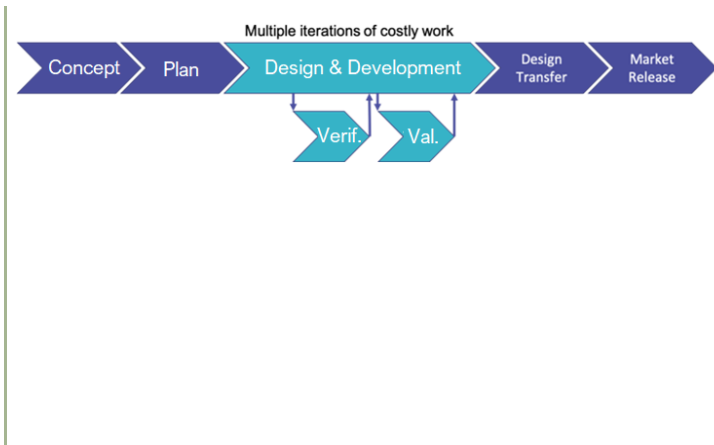 Multiple iterations of costly work
Concept
Plan
Design & Development
Design
Transfer
Market
Release
Verif.
Val.